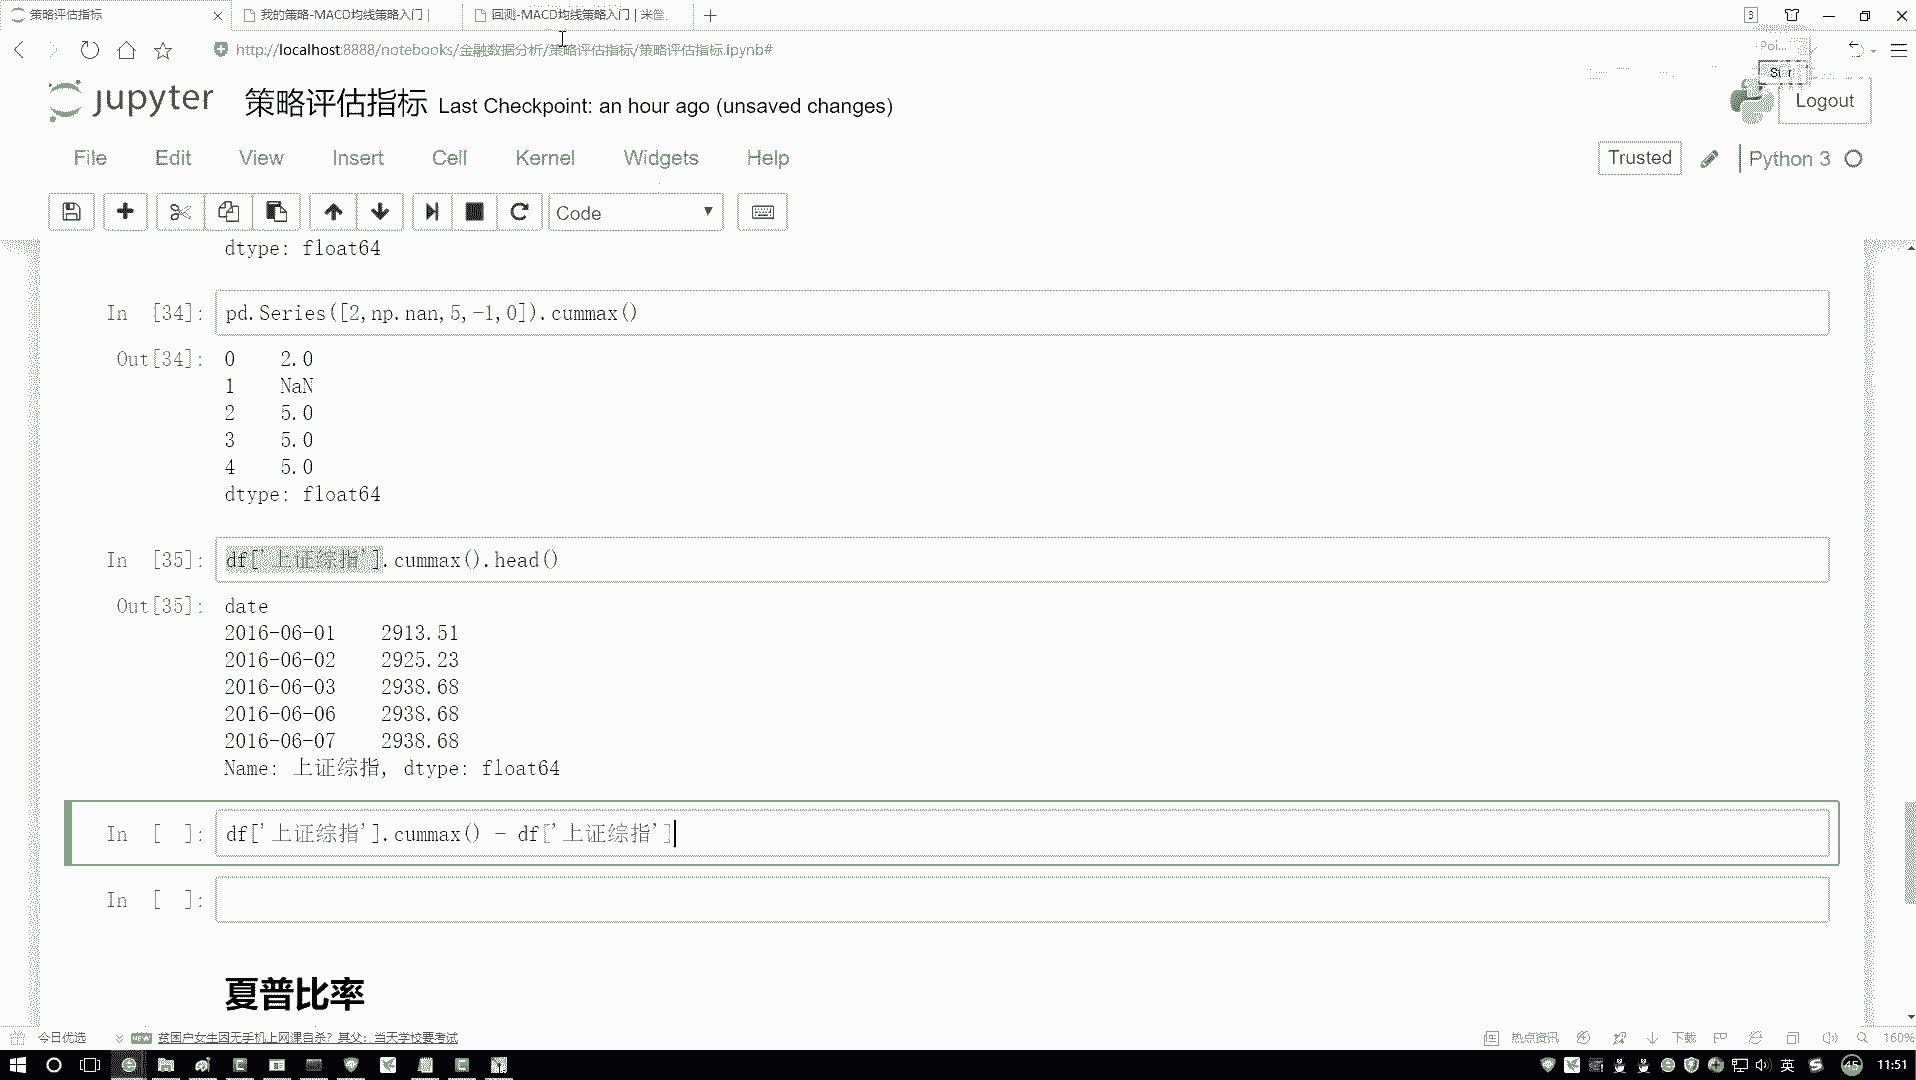 策略评估指标
我的策略-MACD均线策略入门 |
回测-MACD均线策略入门 | 米筐
3
http://localhost:8888/notebooks/金融数据分析/策略评估指标/策略评估指标.ipynb#
Poi...
jupyter 策略评估指标 Last Checkpoint: an hour ago (unsaved changes)
Logout
File Edit View Insert Cell Kernel Widgets Help
Trusted Python 3
Code
dtype: float64
In [34]: pd.Series([2,np.nan,5,-1,0]).cummax()
Out[34]: 0 2.0
1 NaN
2 5.0
3 5.0
4 5.0
dtype: float64
In [35]: df['上证综指'].cummax().head()
Out[35]: date
2016-06-01 2913.51
2016-06-02 2925.23
2016-06-03 2938.68
2016-06-06 2938.68
2016-06-07 2938.68
Name: 上证综指, dtype: float64
In [ ]: df['上证综指'].cummax() - df['上证综指']
In [ ]:
夏普比率
今日优选 NEW 贫困户女生因无手机上网课自杀？其父：当天学校要考试
热点资讯 下载 160%
英 45 11:51